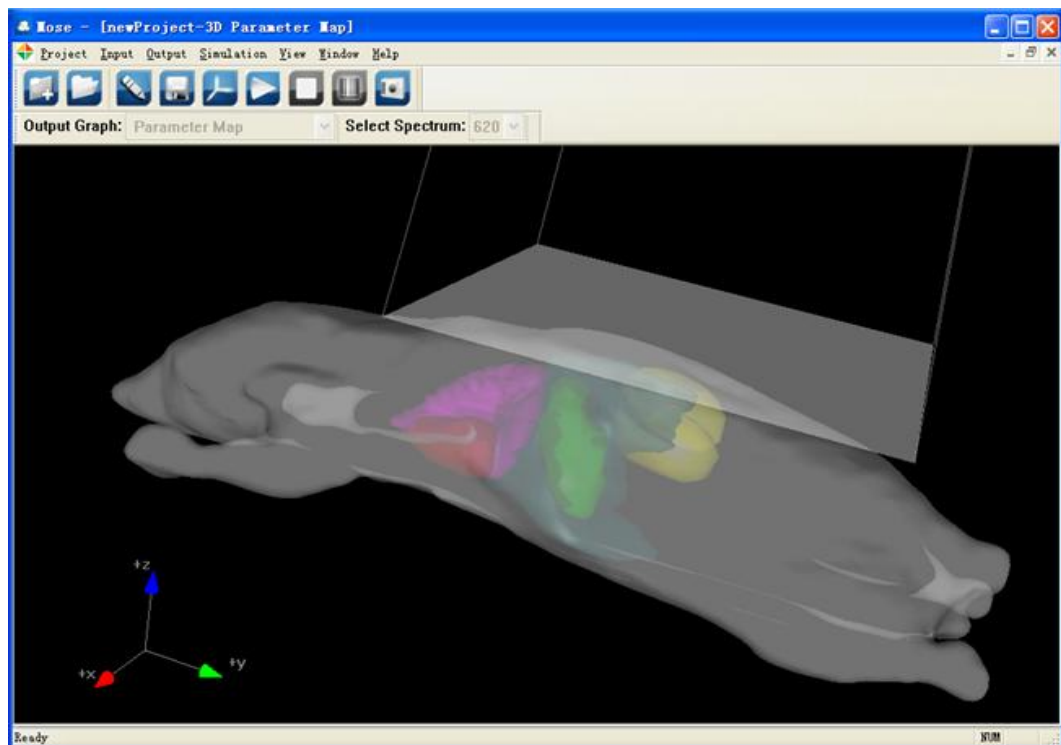 Mose - [newProject-3D Parameter Map]
Project Input Output Simulation View Window Help
Output Graph: Parameter Map Select Spectrum: 620
+z
+x
+y
Ready NUM